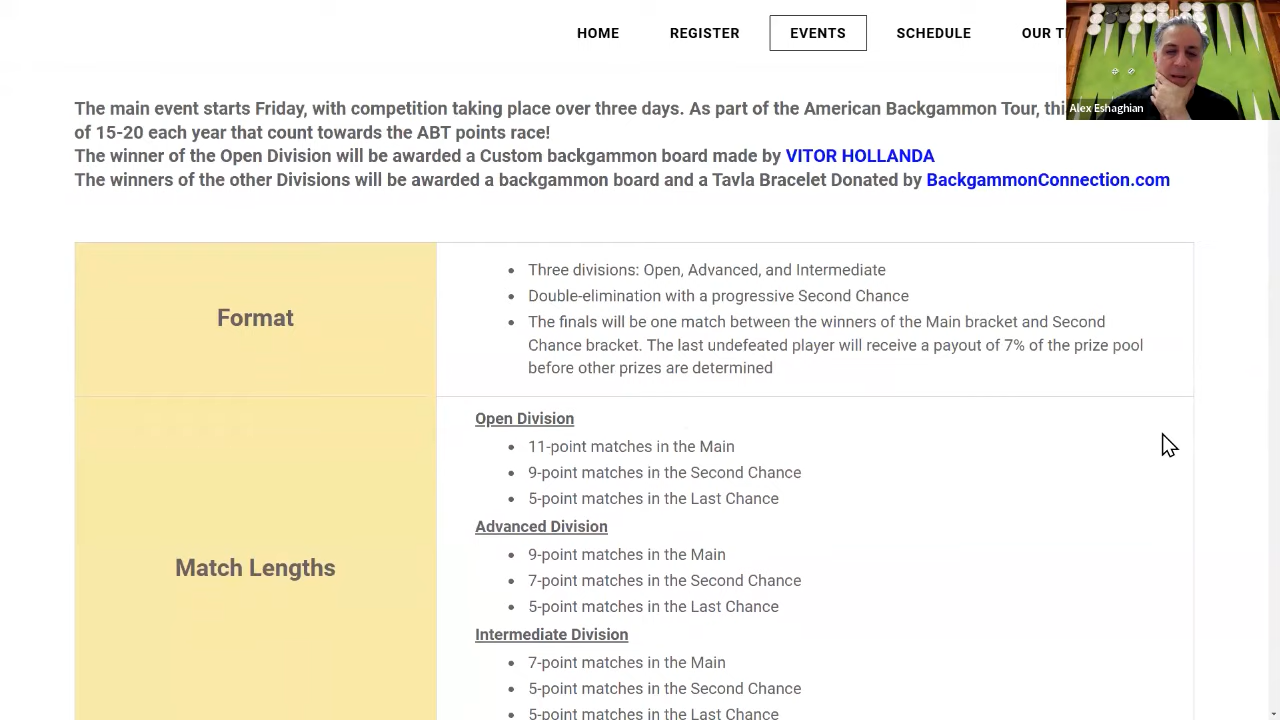 HOME REGISTER EVENTS SCHEDULE OUR
Alex Eshaghian
The main event starts Friday, with competition taking place over three days. As part of the American Backgammon Tour,
of 15-20 each year that count towards the ABT points race!
The winner of the Open Division will be awarded a Custom backgammon board made by VITOR HOLLANDA
The winners of the other Divisions will be awarded a backgammon board and a Tavla Bracelet Donated by BackgammonConnection.com
Format
• Three divisions: Open, Advanced, and Intermediate
• Double-elimination with a progressive Second Chance
• The finals will be one match between the winners of the Main bracket and Second
Chance bracket. The last undefeated player will receive a payout of 7% of the prize pool
before other prizes are determined
Match Lengths
Open Division
• 11-point matches in the Main
• 9-point matches in the Second Chance
• 5-point matches in the Last Chance
Advanced Division
• 9-point matches in the Main
• 7-point matches in the Second Chance
• 5-point matches in the Last Chance
Intermediate Division
• 7-point matches in the Main
• 5-point matches in the Second Chance
• 5-point matches in the Last Chance